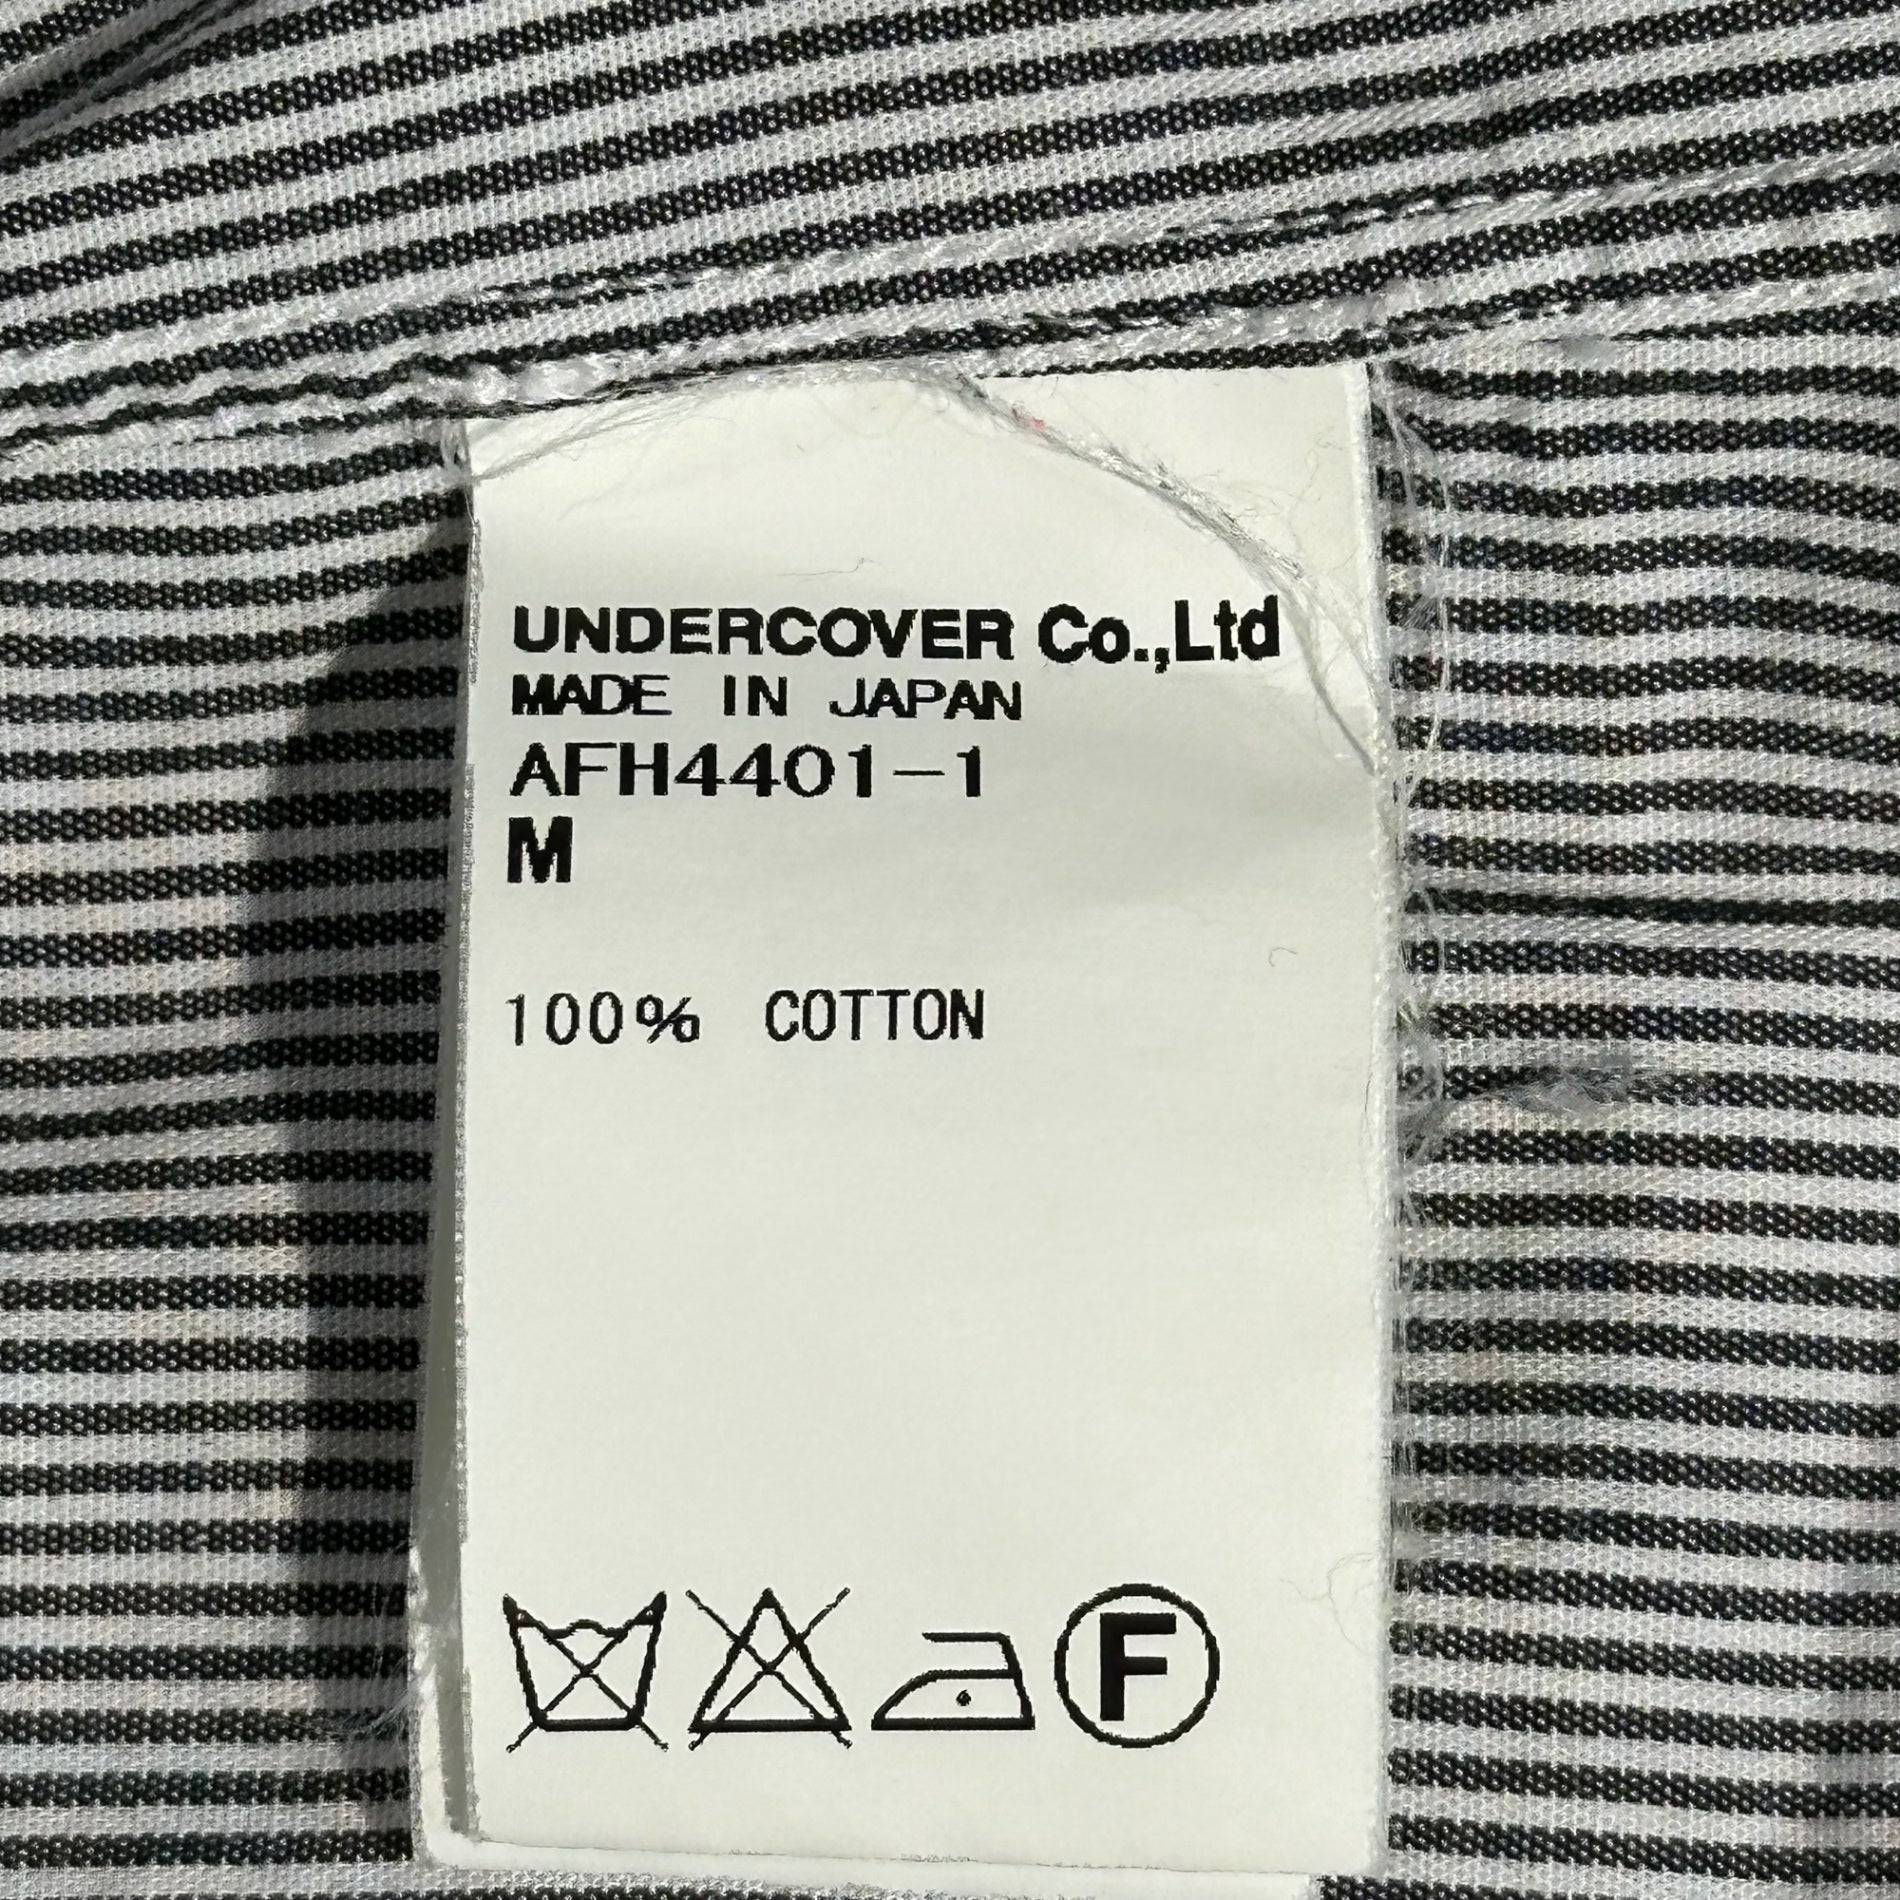 UNDERCOVER Co.,Ltd
MADE IN JAPAN
AFH4401-1
M
100% COTTON
F